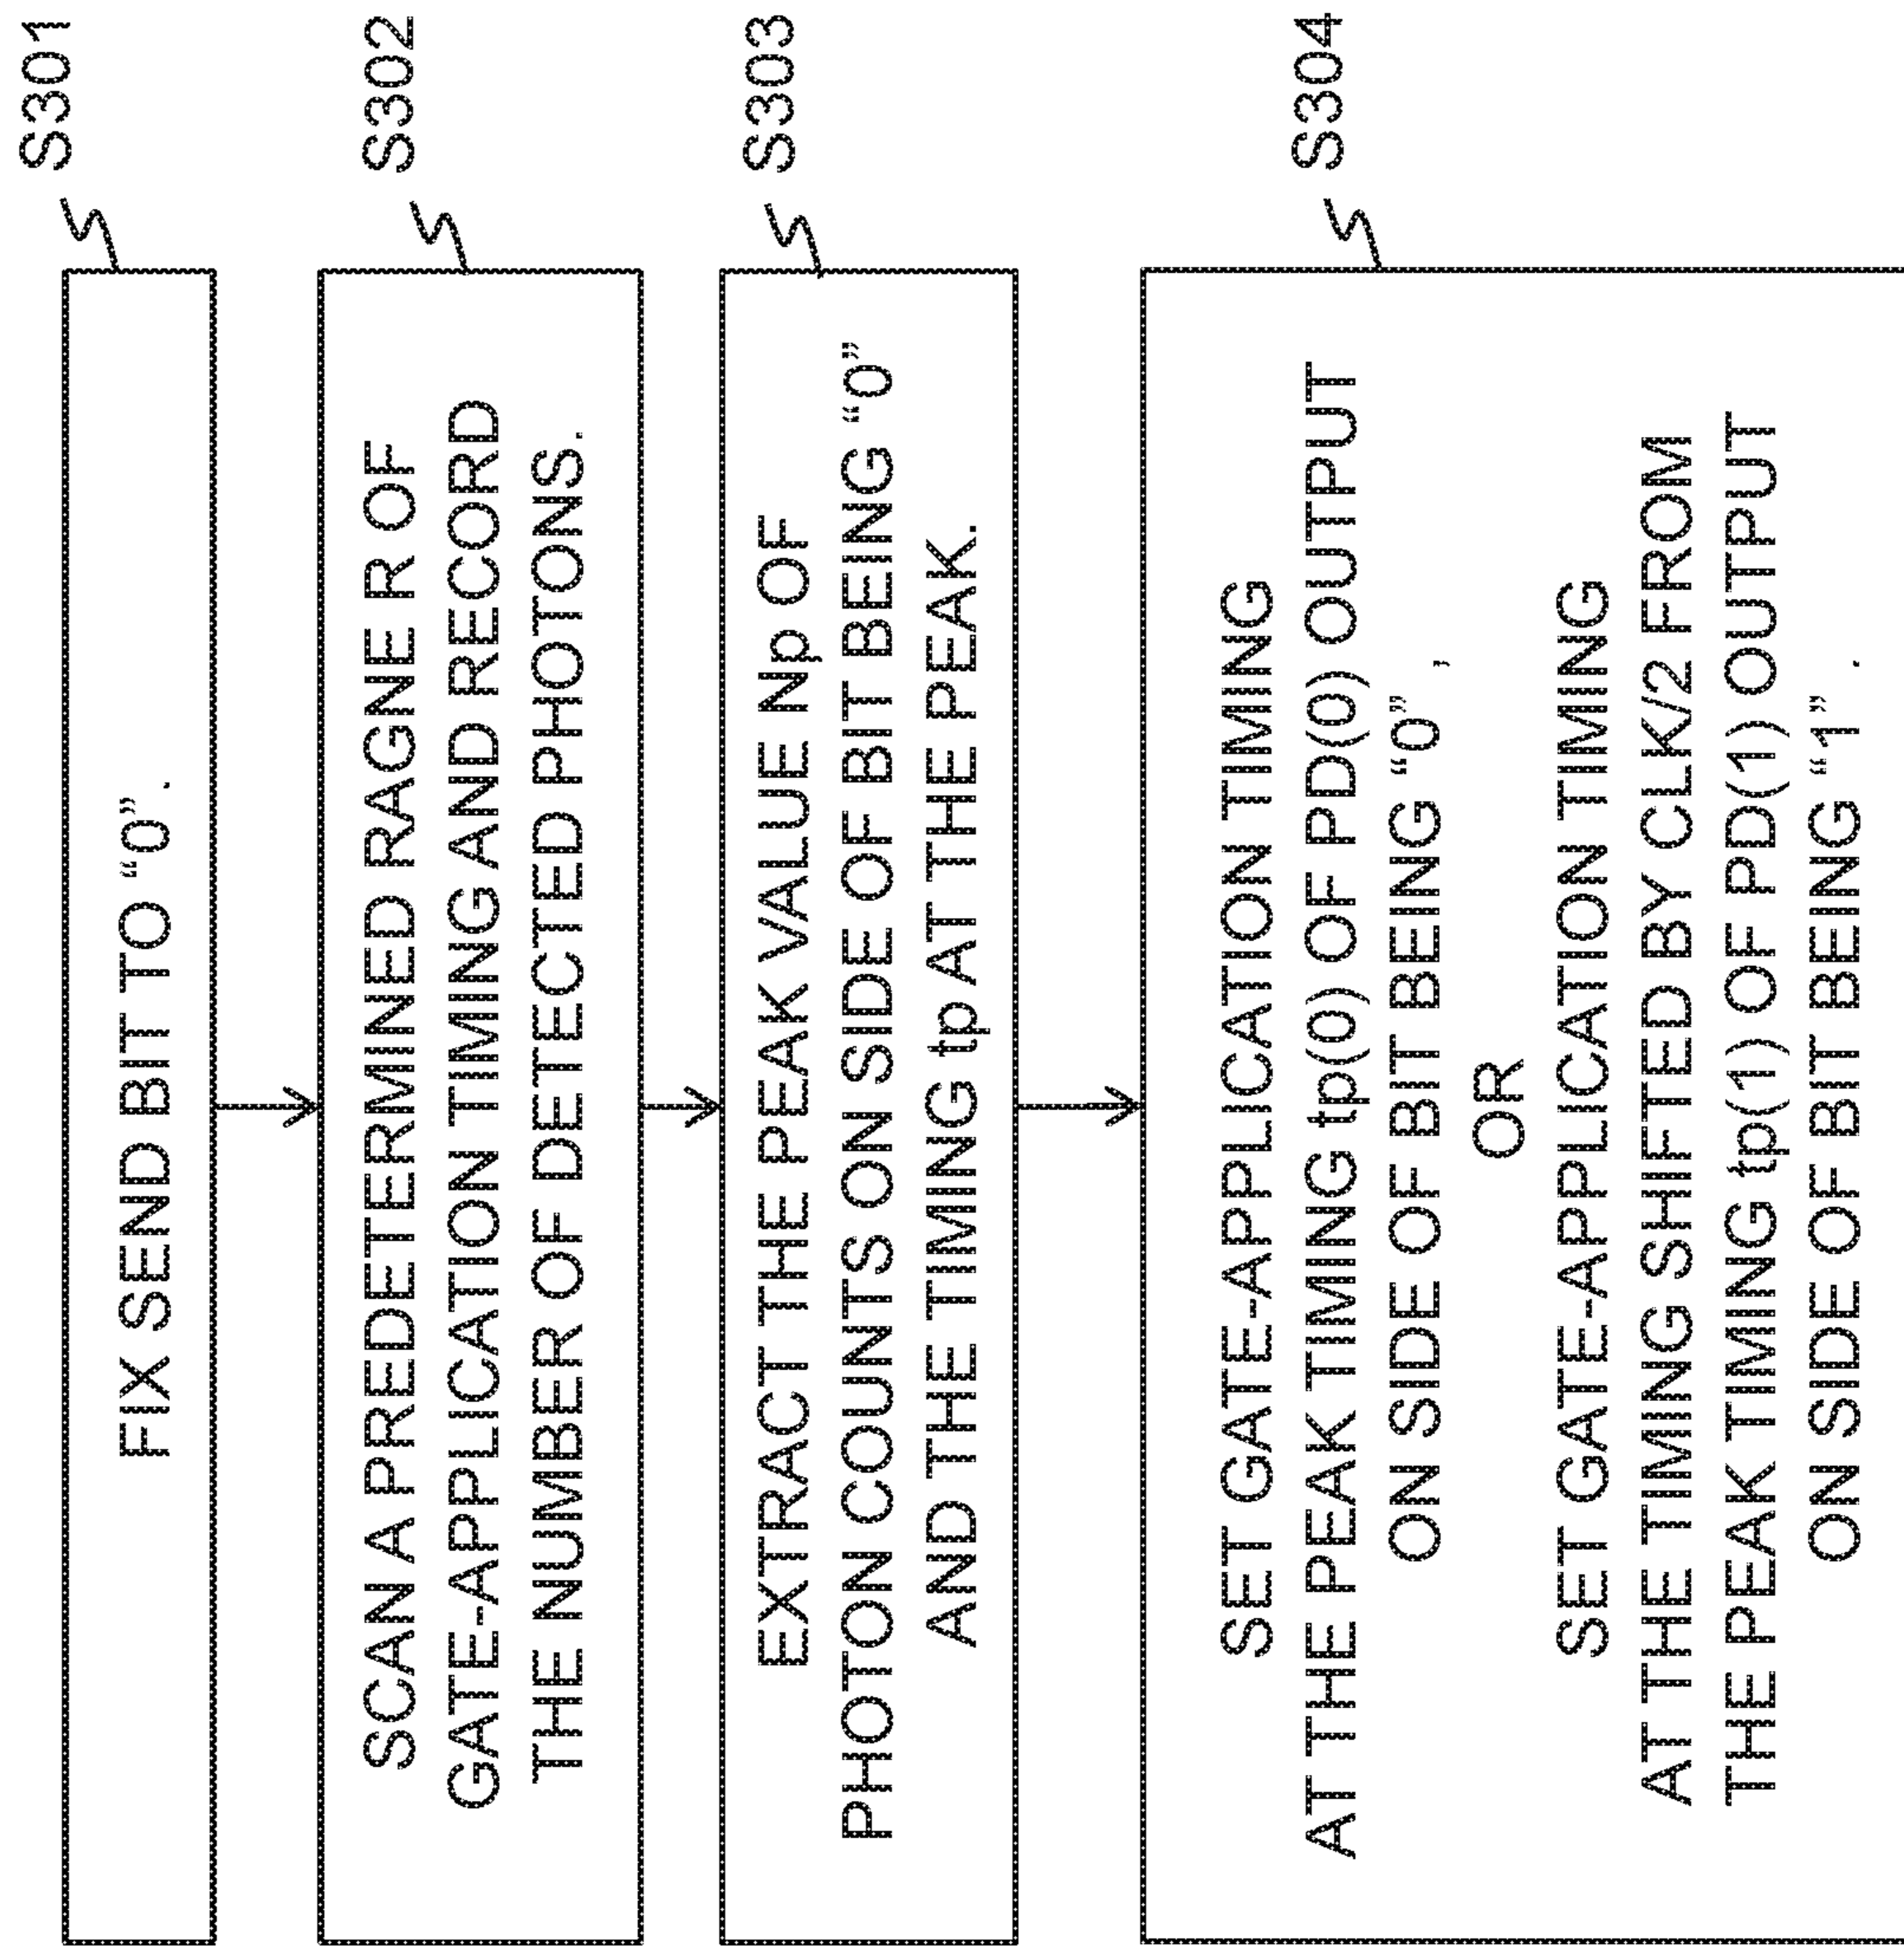 S301
FIX SEND BIT TO “0”.
S302
SCAN A PREDETERMINED RAGNE R OF
GATE-APPLICATION TIMING AND RECORD
THE NUMBER OF DETECTED PHOTONS.
S303
EXTRACT THE PEAK VALUE Np OF
PHOTON COUNTS ON SIDE OF BIT BEING “0”
AND THE TIMING tp AT THE PEAK.
S304
SET GATE-APPLICATION TIMING
AT THE PEAK TIMING tp(0) OF PD(0) OUTPUT
ON SIDE OF BIT BEING “0” ,
OR
SET GATE-APPLICATION TIMING
AT THE TIMING SHIFTED BY CLK/2 FROM
THE PEAK TIMING tp(1) OF PD(1) OUTPUT
ON SIDE OF BIT BEING “1” .